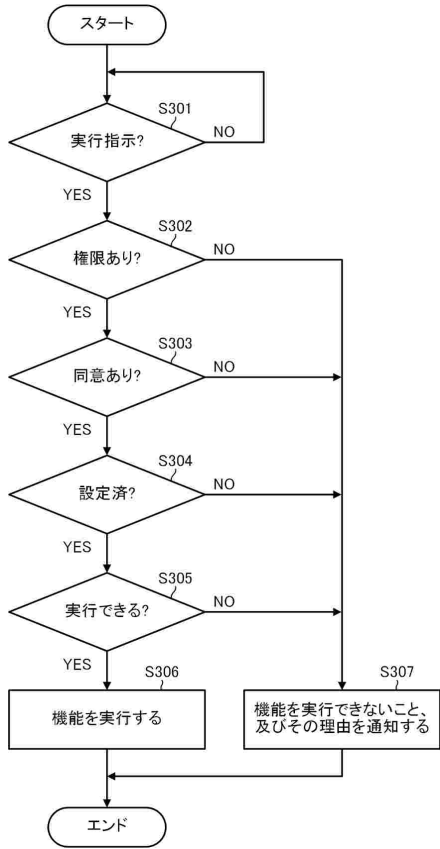 スタート
S301
実行指示?
NO
YES
S302
権限あり?
NO
YES
S303
同意あり?
NO
YES
S304
設定済?
NO
YES
S305
実行できる?
NO
YES
S306
機能を実行する
S307
機能を実行できないこと、
及びその理由を通知する
エンド